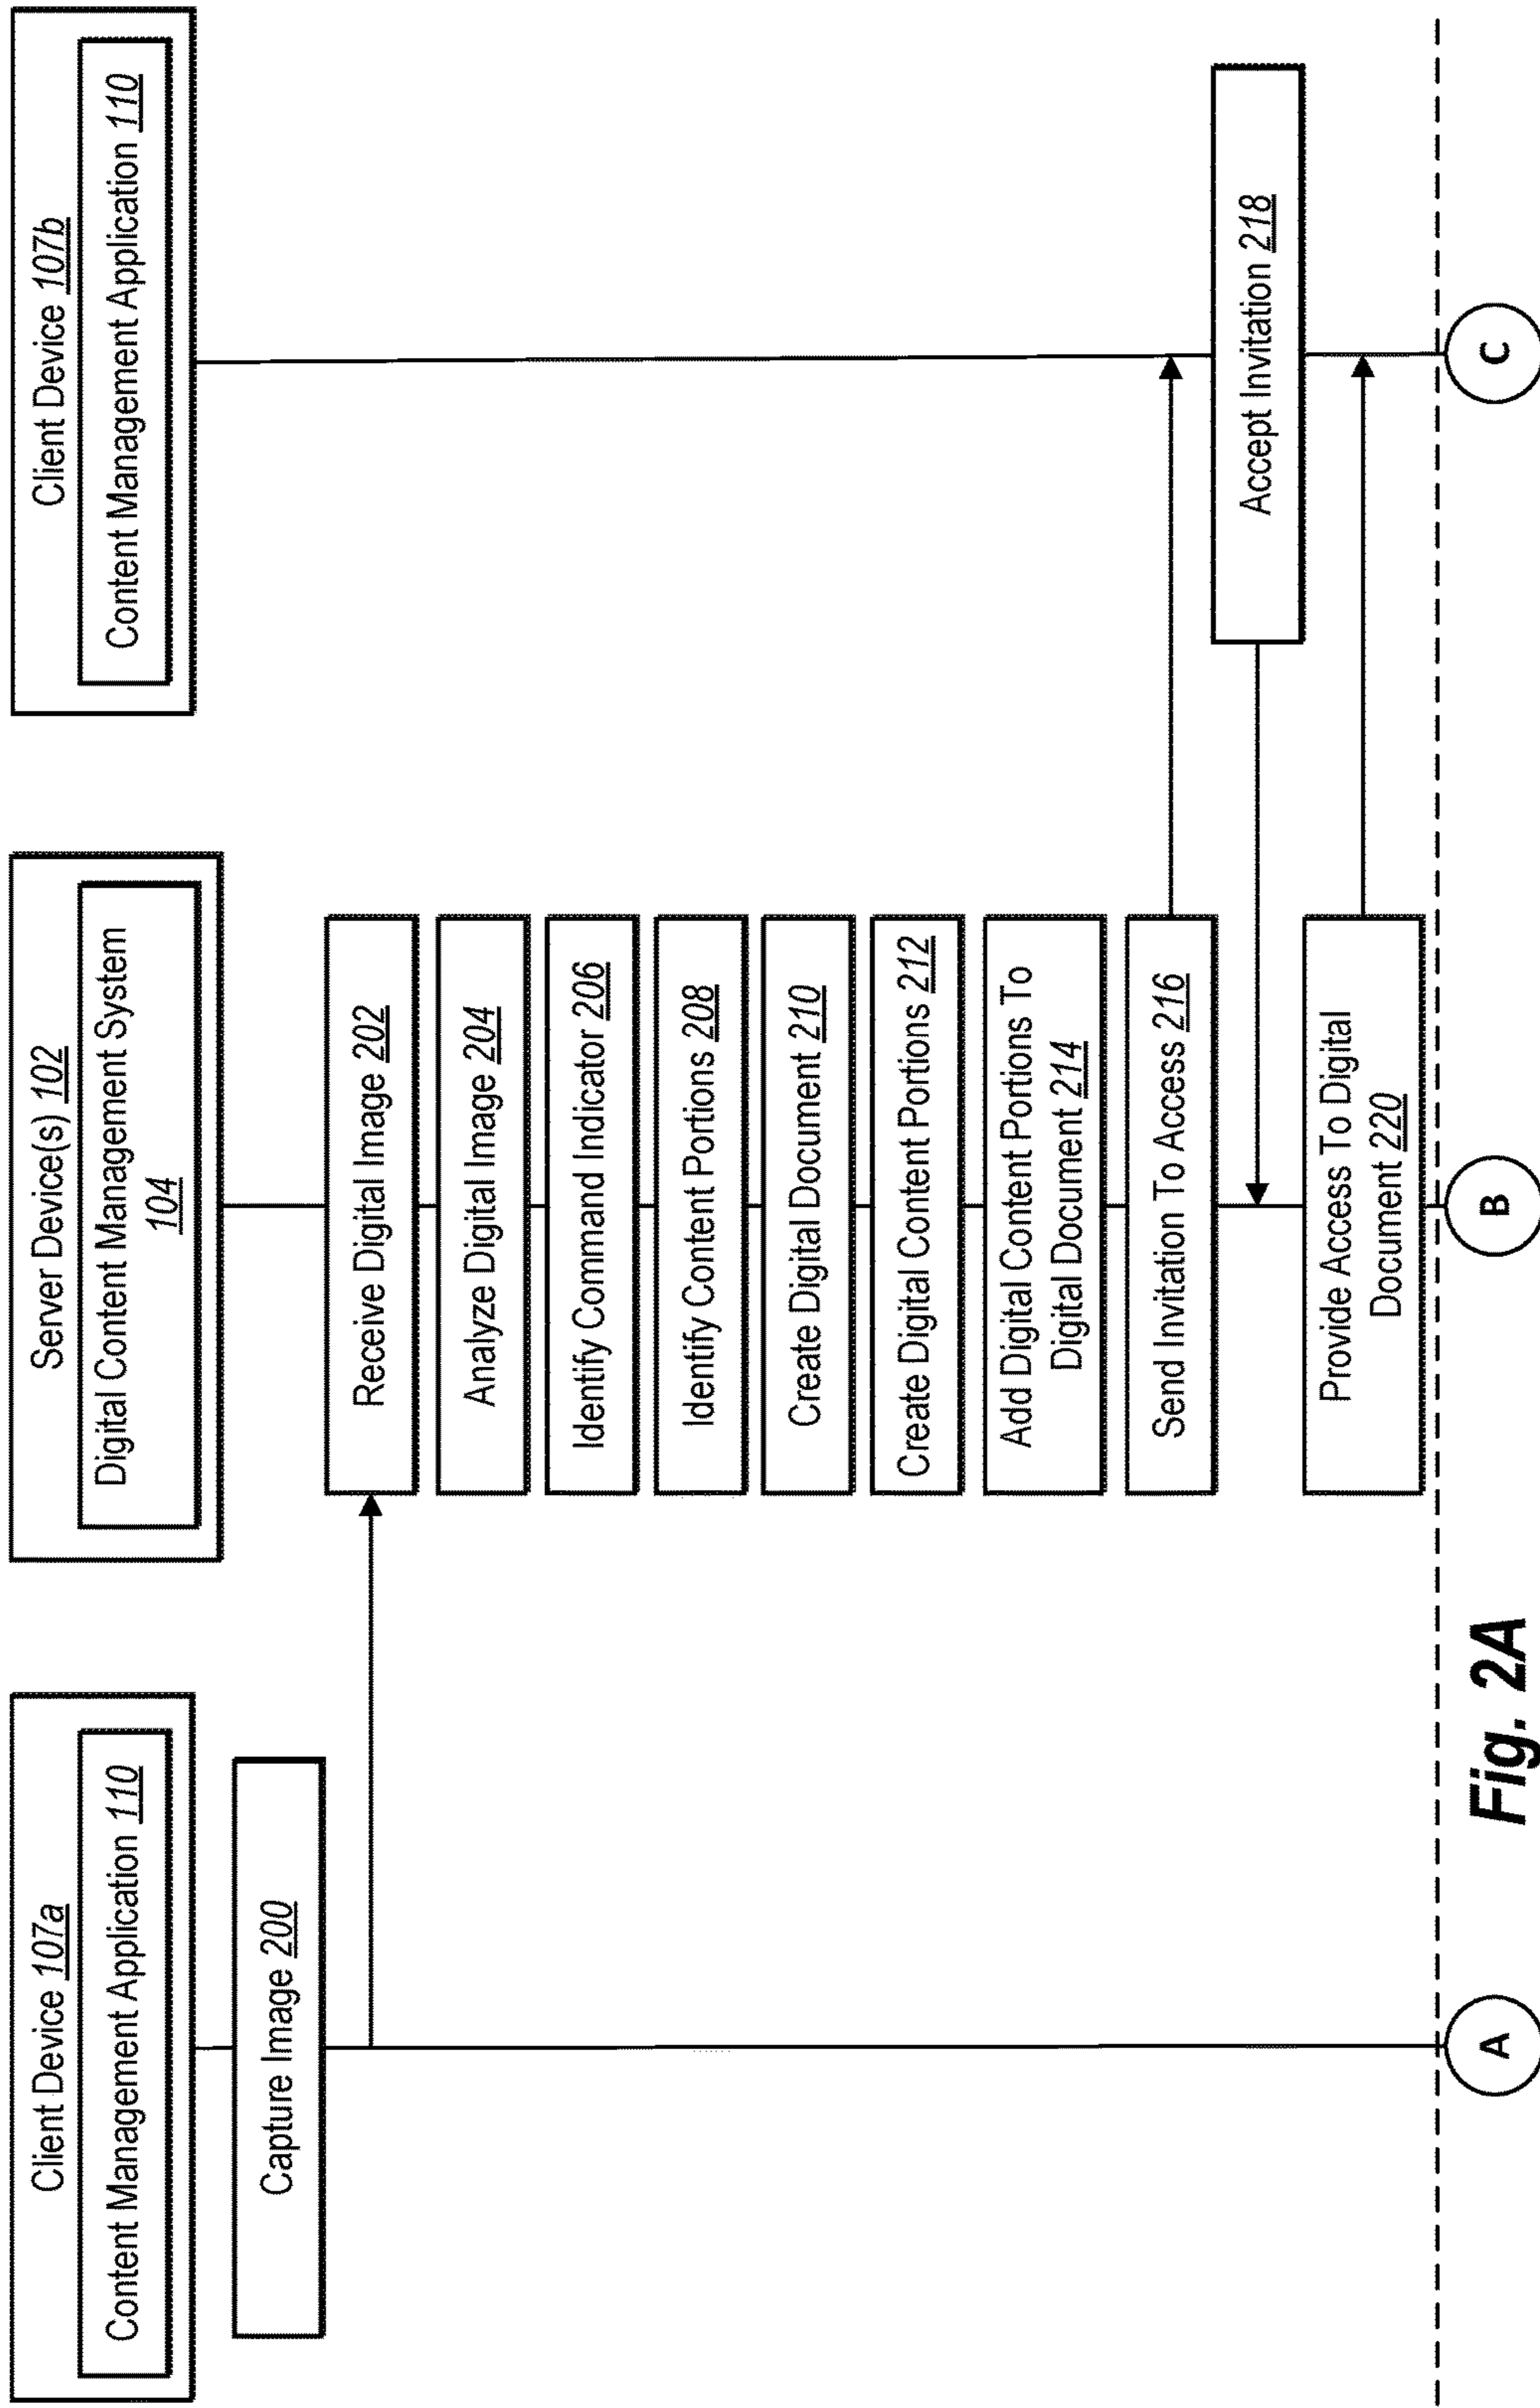 Client Device 107a
Content Management Application 110
Server Device(s) 102
Digital Content Management System
104
Client Device 107b
Content Management Application 110
Capture Image 200
Receive Digital Image 202
Analyze Digital Image 204
Identify Command Indicator 206
Identify Content Portions 208
Create Digital Document 210
Create Digital Content Portions 212
Add Digital Content Portions To
Digital Document 214
Send Invitation To Access 216
Accept Invitation 218
Provide Access To Digital
Document 220
A
B
C
Fig. 2A